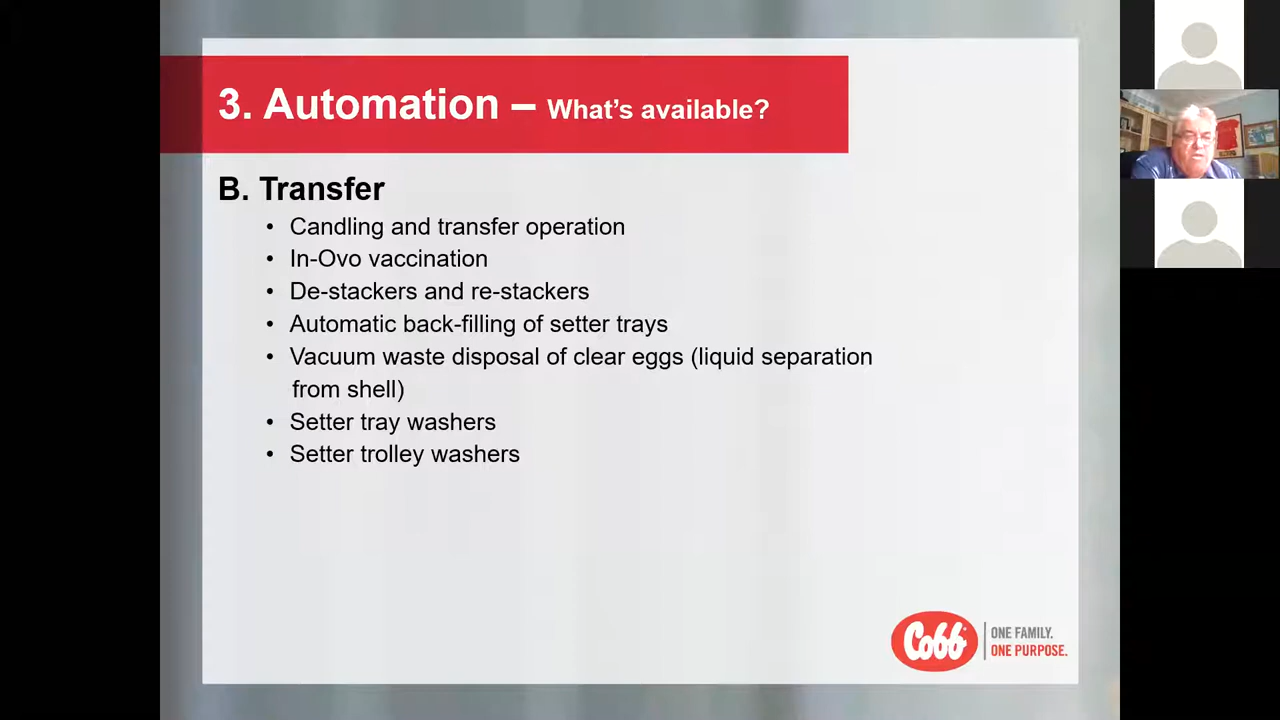 3. Automation – What's available?
B. Transfer
• Candling and transfer operation
• In-Ovo vaccination
• De-stackers and re-stackers
• Automatic back-filling of setter trays
• Vacuum waste disposal of clear eggs (liquid separation
from shell)
• Setter tray washers
• Setter trolley washers
Cobb
ONE FAMILY.
ONE PURPOSE.